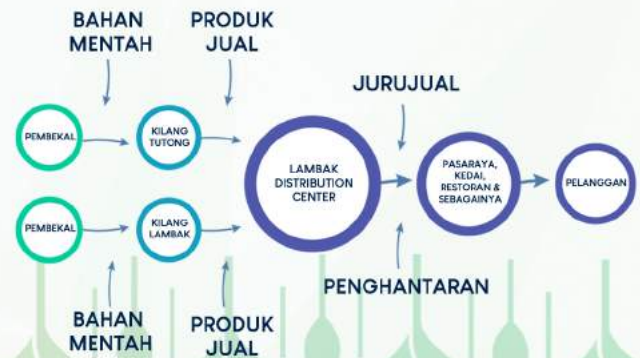 BAHAN
MENTAH
PRODUK
JUAL
JURUJUAL
PEMBEKAL
KILANG
TUTONG
LAMBAK
DISTRIBUTION
CENTER
PASARAYA,
KEDAI,
RESTORAN &
SEBAGAINYA
PELANGGAN
PEMBEKAL
KILANG
LAMBAK
PENGHANTARAN
BAHAN
MENTAH
PRODUK
JUAL